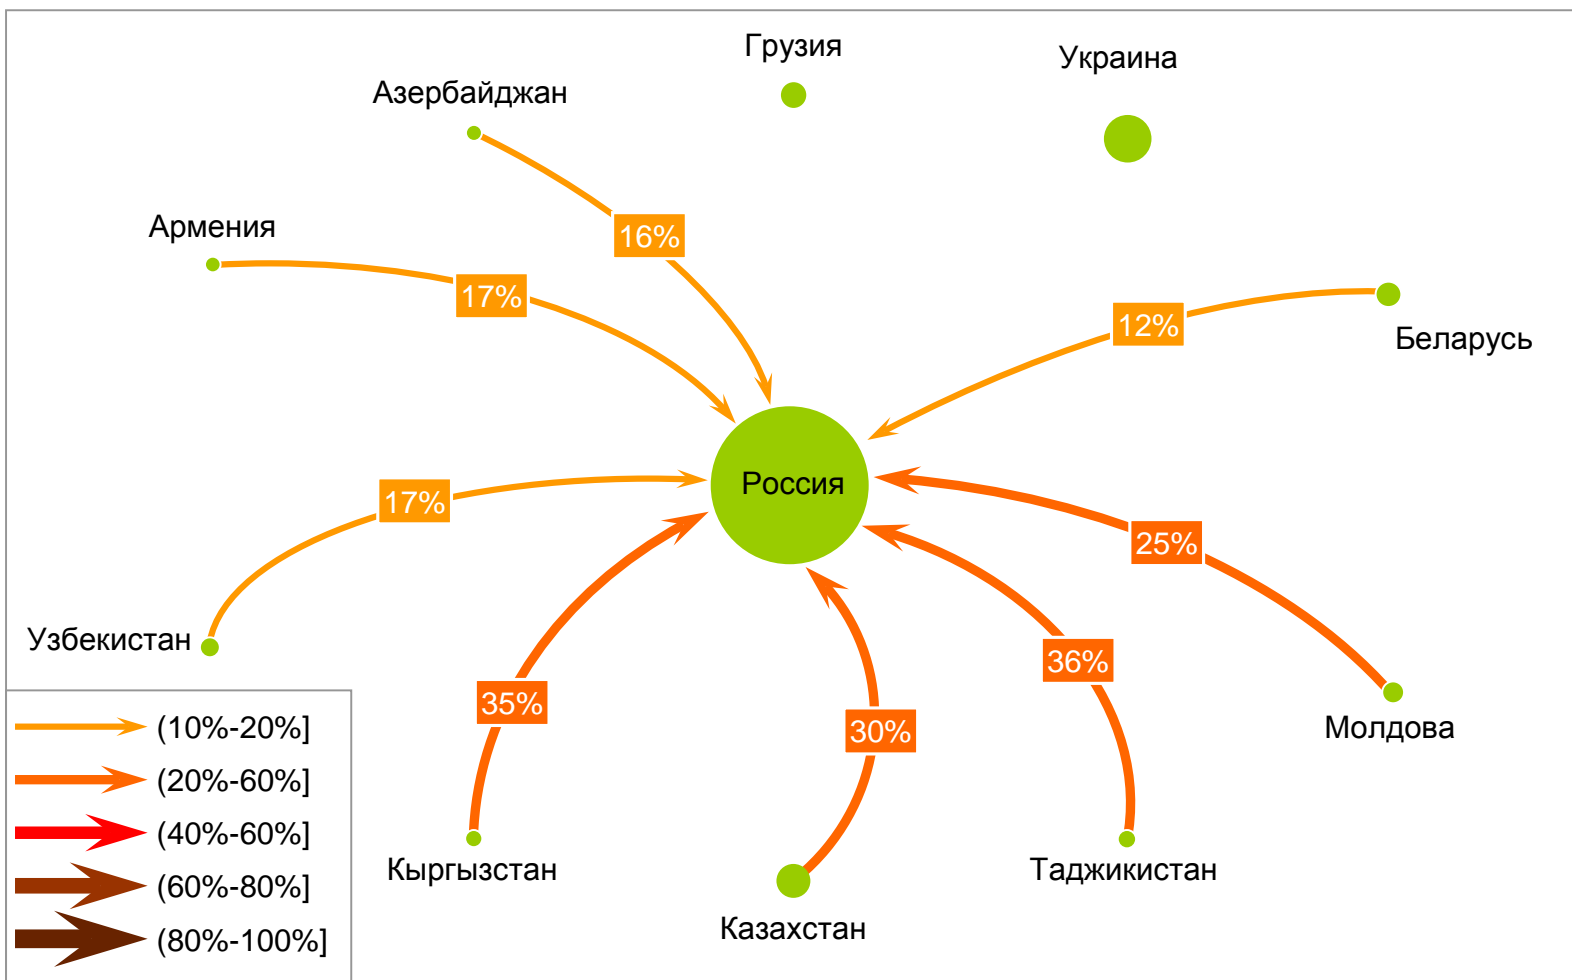 Грузия
Украина
Азербайджан
16%
Армения
17%
12%
Беларусь
Россия
17%
25%
Узбекистан
36%
35%
30%
Молдова
Кыргызстан
Таджикистан
Казахстан
(10%-20%]
(20%-60%]
(40%-60%]
(60%-80%]
(80%-100%]